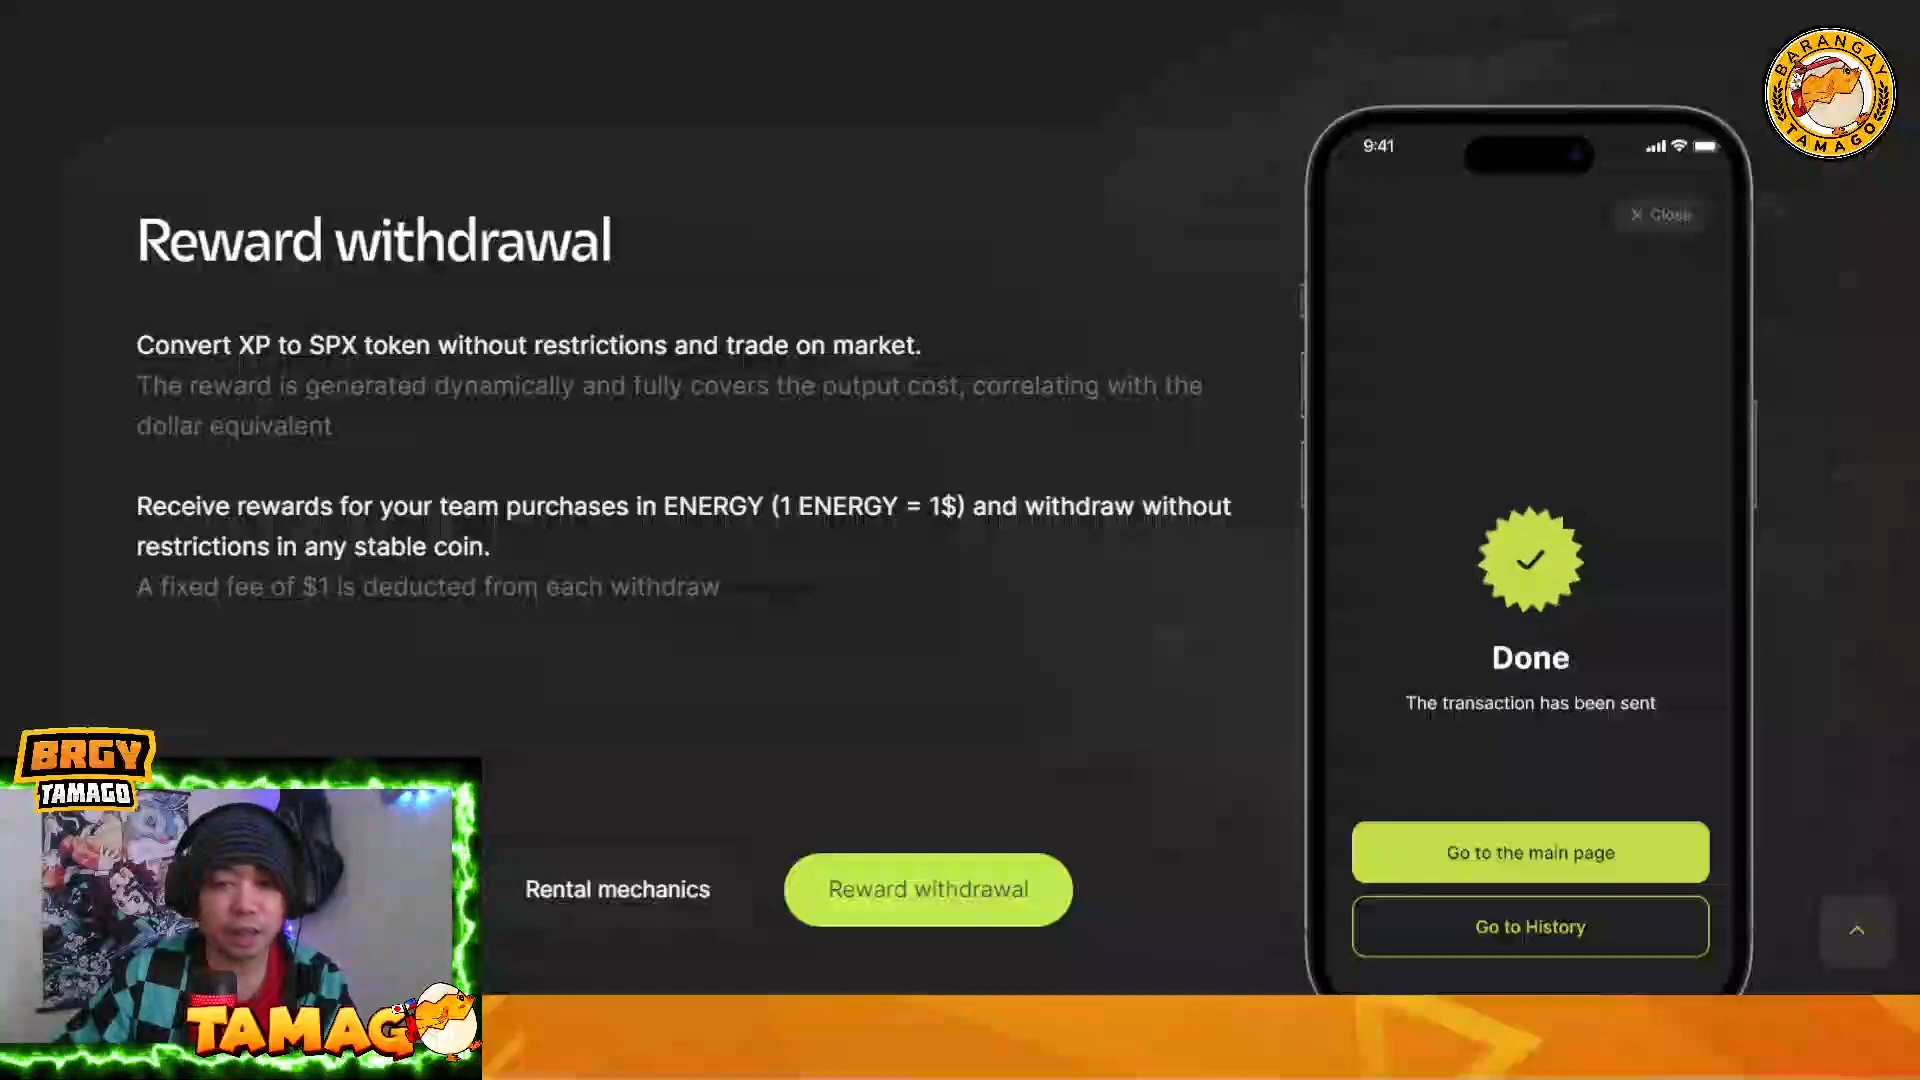 BARANGAY
TAMAGO
9:41
Close
Reward withdrawal
Convert XP to SPX token without restrictions and trade on market.
The reward is generated dynamically and fully covers the output cost, correlating with the
dollar equivalent
Receive rewards for your team purchases in ENERGY (1 ENERGY = 1$) and withdraw without
restrictions in any stable coin.
A fixed fee of $1 is deducted from each withdraw
Done
The transaction has been sent
BRGY
TAMAGO
Rental mechanics
Reward withdrawal
Go to the main page
Go to History
TAMAGO